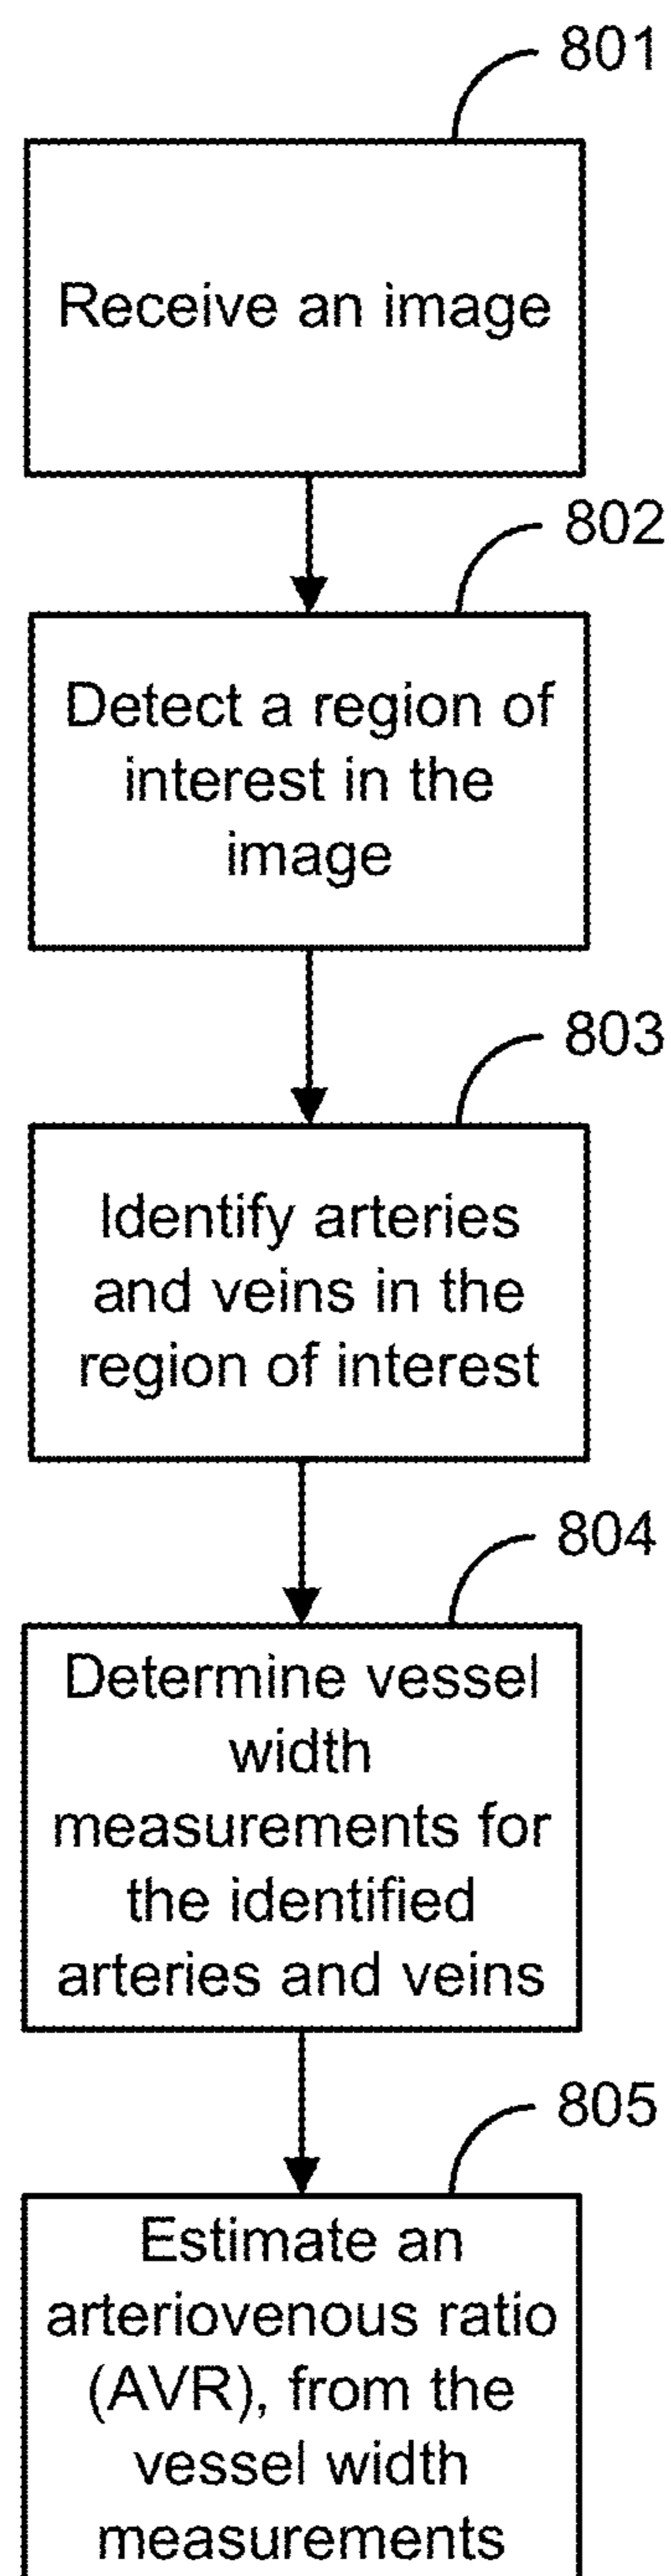 801
Receive an image
802
Detect a region of
interest in the
image
803
Identify arteries
and veins in the
region of interest
804
Determine vessel
width
measurements for
the identified
arteries and veins
805
Estimate an
arteriovenous ratio
(AVR), from the
vessel width
measurements